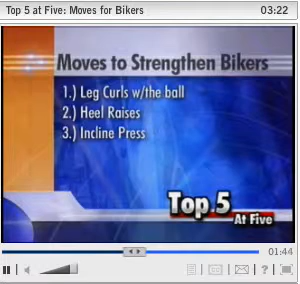 Top 5 at Five: Moves for Bikers 03:22
Moves to Strengthen Bikers
1.) Leg Curls w/the ball
2.) Heel Raises
3.) Incline Press
Top 5
At Five
01:44
CC ?